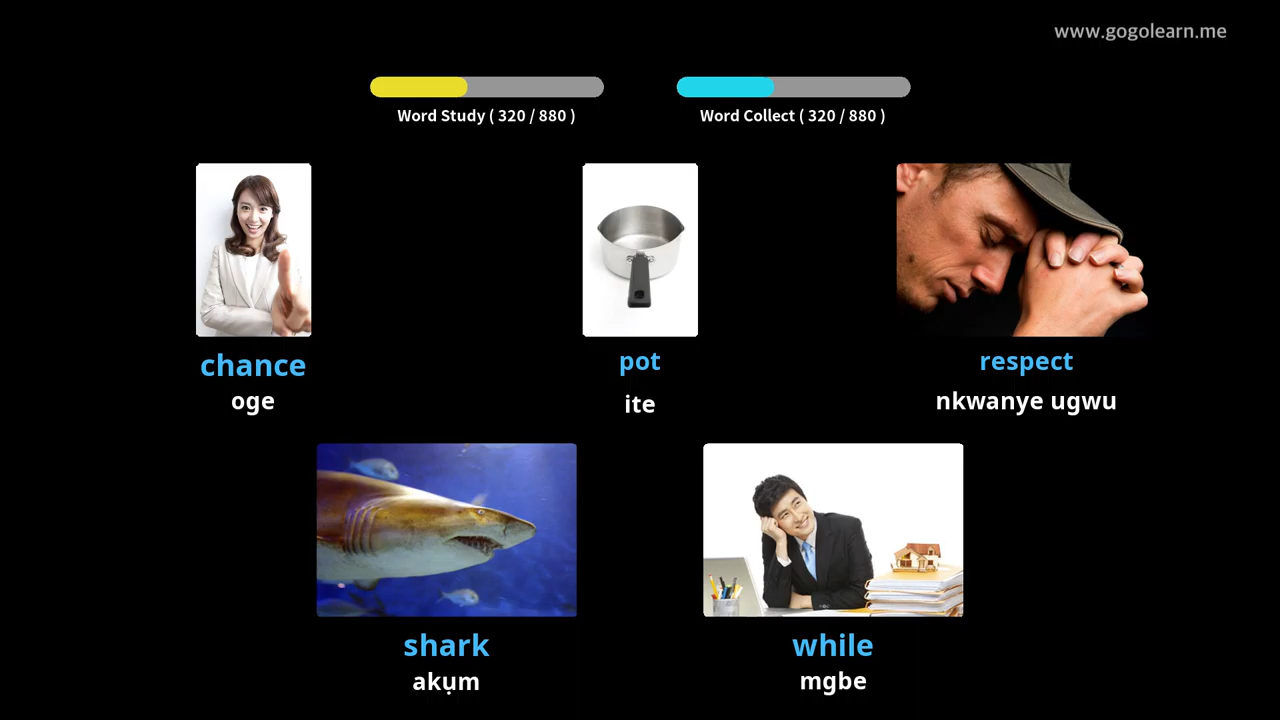 www.gogolearn.me
Word Study ( 320 / 880 )
Word Collect ( 320 / 880 )
chance
oge
pot
ite
respect
nkwanye ugwu
shark
akụm
while
mgbe